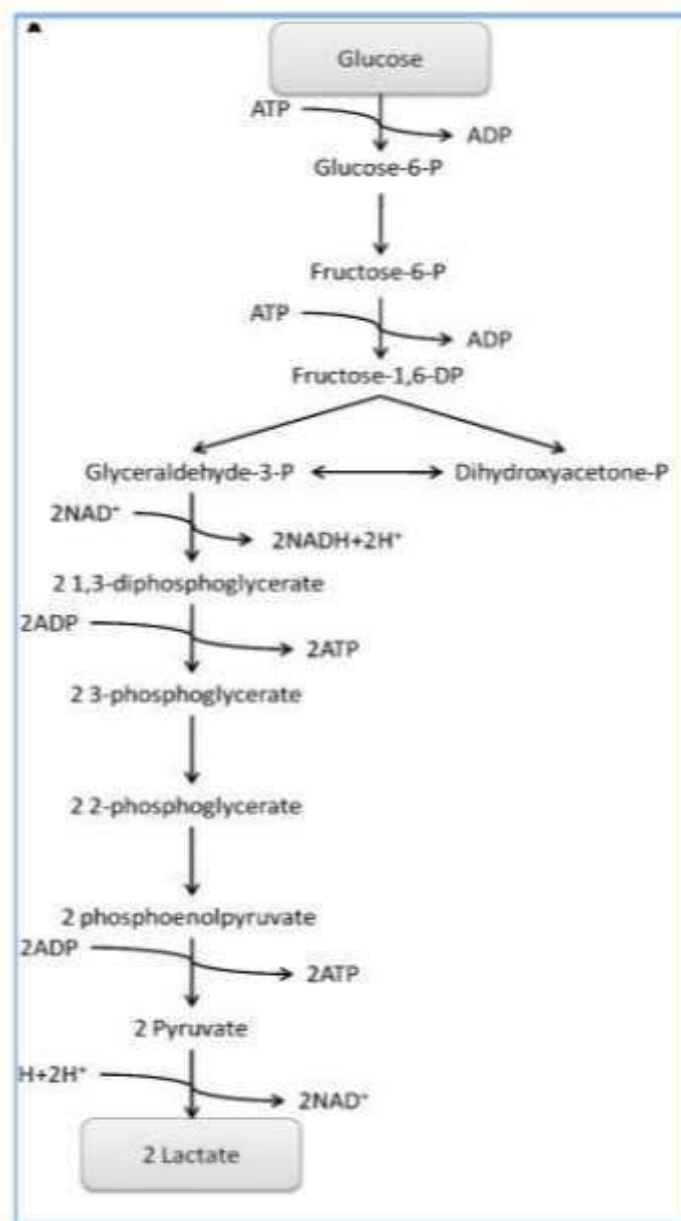 A
Glucose
ATP
ADP
Glucose-6-P
Fructose-6-P
ATP
ADP
Fructose-1,6-DP
Glyceraldehyde-3-P
Dihydroxyacetone-P
2NAD⁺
2NADH+2H⁺
2 1,3-diphosphoglycerate
2ADP
2ATP
2 3-phosphoglycerate
2 2-phosphoglycerate
2 phosphoenolpyruvate
2ADP
2ATP
2 Pyruvate
H+2H⁺
2NAD⁺
2 Lactate